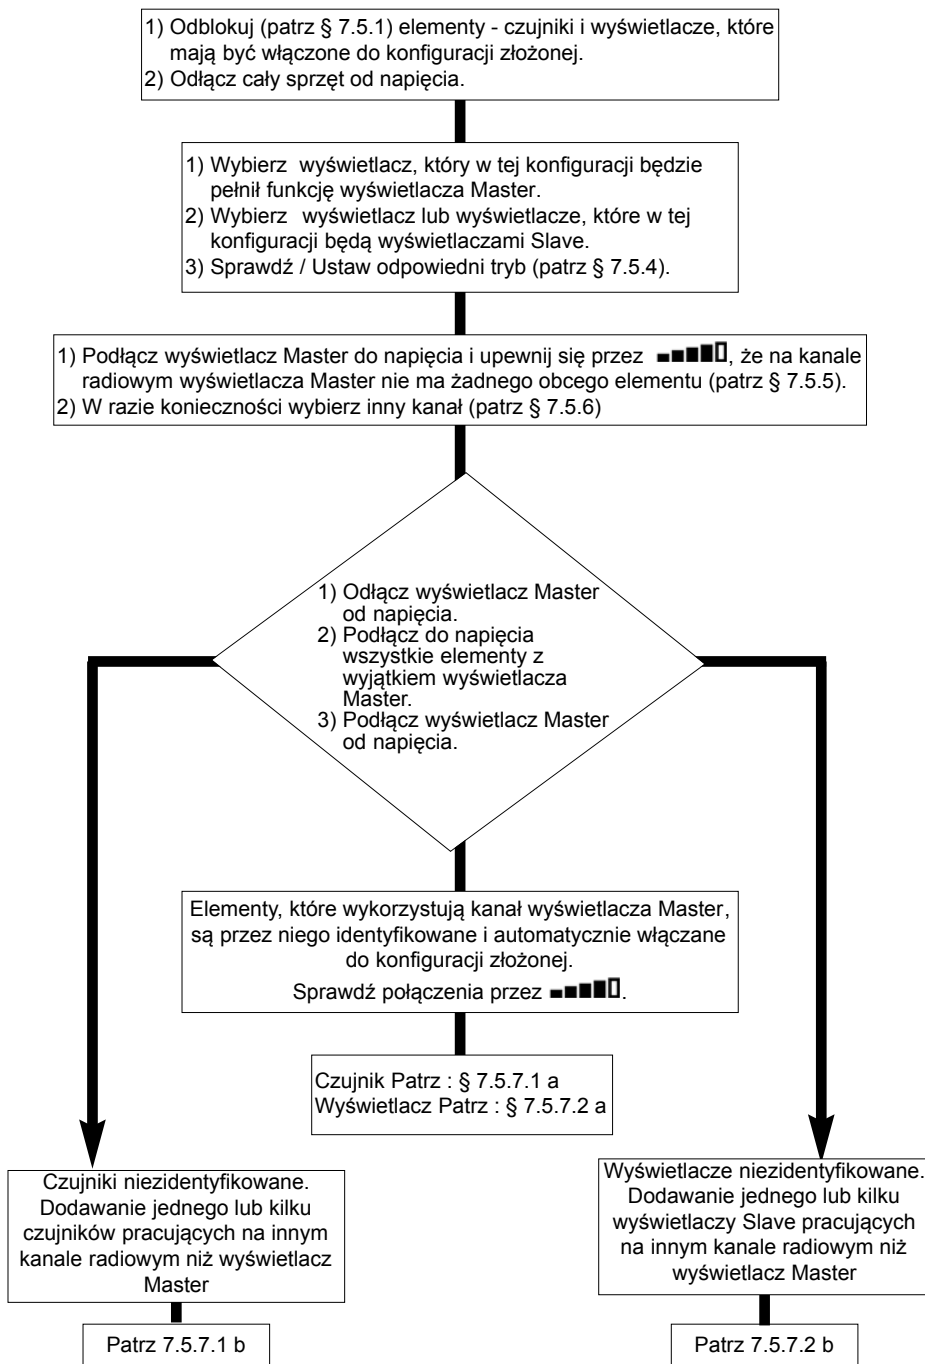 1) Odblokuj (patrz § 7.5.1) elementy - czujniki i wyświetlacze, które
mają być włączone do konfiguracji złożonej.
2) Odłącz cały sprzęt od napięcia.
1) Wybierz wyświetlacz, który w tej konfiguracji będzie
pełnił funkcję wyświetlacza Master.
2) Wybierz wyświetlacz lub wyświetlacze, które w tej
konfiguracji będą wyświetlaczami Slave.
3) Sprawdź / Ustaw odpowiedni tryb (patrz § 7.5.4).
1) Podłącz wyświetlacz Master do napięcia i upewnij się przez , że na kanale
radiowym wyświetlacza Master nie ma żadnego obcego elementu (patrz § 7.5.5).
2) W razie konieczności wybierz inny kanał (patrz § 7.5.6)
1) Odłącz wyświetlacz Master
od napięcia.
2) Podłącz do napięcia
wszystkie elementy z
wyjątkiem wyświetlacza
Master.
3) Podłącz wyświetlacz Master
od napięcia.
Elementy, które wykorzystują kanał wyświetlacza Master,
są przez niego identyfikowane i automatycznie włączane
do konfiguracji złożonej.
Sprawdź połączenia przez .
Czujnik Patrz : § 7.5.7.1 a
Wyświetlacz Patrz : § 7.5.7.2 a
Czujniki niezidentyfikowane.
Dodawanie jednego lub kilku
czujników pracujących na innym
kanale radiowym niż wyświetlacz
Master
Patrz 7.5.7.1 b
Wyświetlacze niezidentyfikowane.
Dodawanie jednego lub kilku
wyświetlaczy Slave pracujących
na innym kanale radiowym niż
wyświetlacz Master
Patrz 7.5.7.2 b